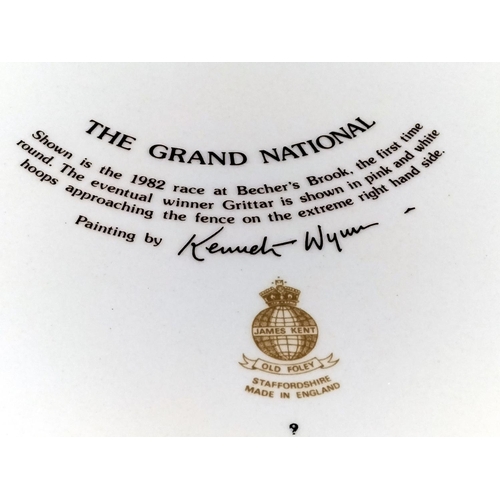 THE GRAND NATIONAL
Shown is the 1982 race at Becher's Brook, the first time
round. The eventual winner Grittar is shown in pink and white
hoops approaching the fence on the extreme right hand side.
Painting by Kenneth Wynn
JAMES KENT
OLD FOLEY
STAFFORDSHIRE
MADE IN ENGLAND
?